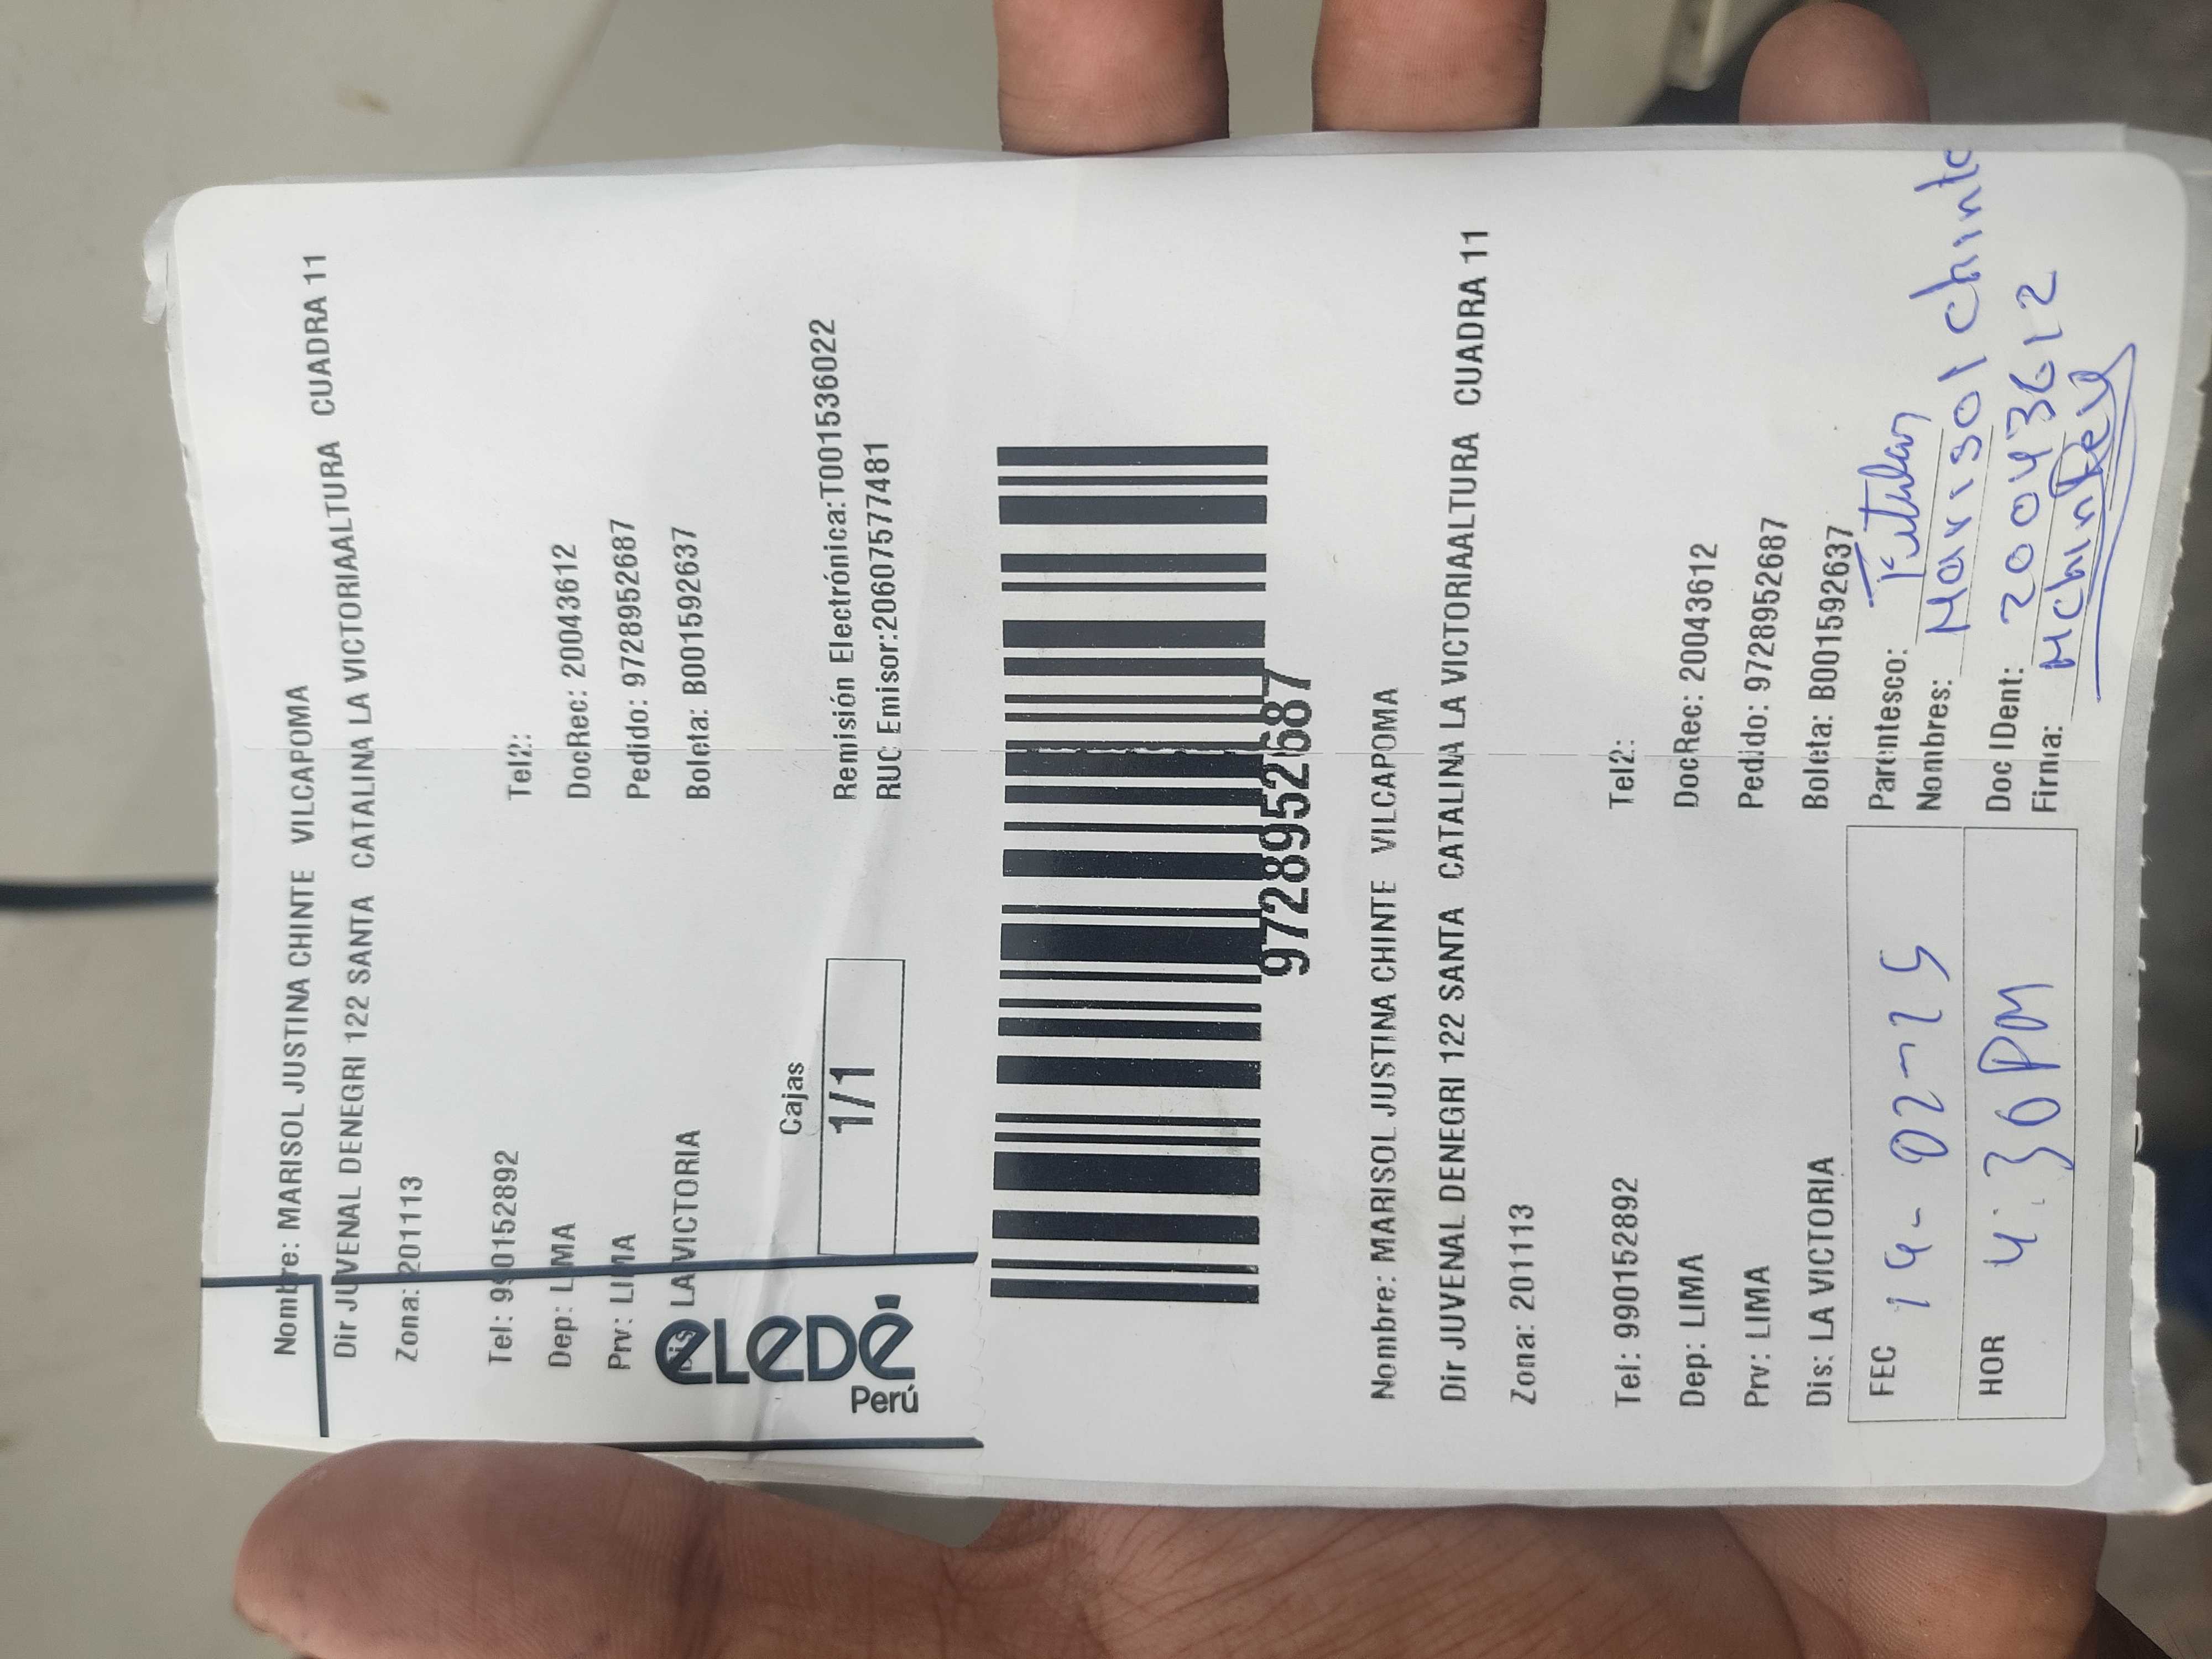 Nombre: MARISOL JUSTINA CHINTE VILCAPOMA
Dir JUVENAL DENEGRI 122 SANTA CATALINA LA VICTORIAALTURA CUADRA 11
Zona: 201113
Tel: 990152892 Tel2:
Dep: LIMA DocRec: 20043612
Prv: LIMA Pedido: 9728952687
Dis: LA VICTORIA Boleta: B001592637
Cajas
1/1
Remisión Electrónica:T001536022
RUC Emisor:20607577481
eLeDé
Perú
9728952687
Nombre: MARISOL JUSTINA CHINTE VILCAPOMA
Dir JUVENAL DENEGRI 122 SANTA CATALINA LA VICTORIAALTURA CUADRA 11
Zona: 201113
Tel: 990152892 Tel2:
Dep: LIMA DocRec: 20043612
Prv: LIMA Pedido: 9728952687
Dis: LA VICTORIA Boleta: B001592637
FEC 19-02-25 Parentesco: Titular
Nombres: Marisol Chinte
HOR 4:30PM Doc IDent: 20043612
Firma: MChinte